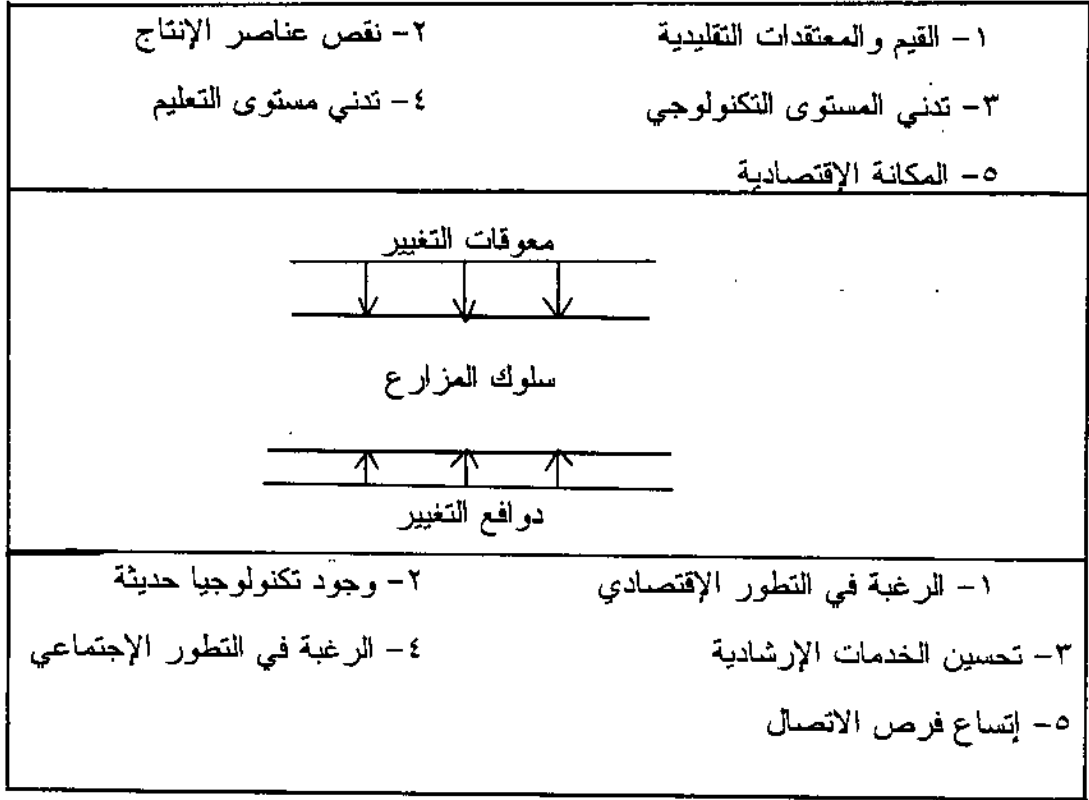 ١- القيم والمعتقدات التقليدية ٢- نقص عناصر الإنتاج
٣- تدني المستوى التكنولوجي ٤- تدني مستوى التعليم
٥- المكانة الإقتصادية
معوقات التغيير
سلوك المزارع
دوافع التغيير
١- الرغبة في التطور الإقتصادي ٢- وجود تكنولوجيا حديثة
٣- تحسين الخدمات الإرشادية ٤- الرغبة في التطور الإجتماعي
٥- إتساع فرص الاتصال